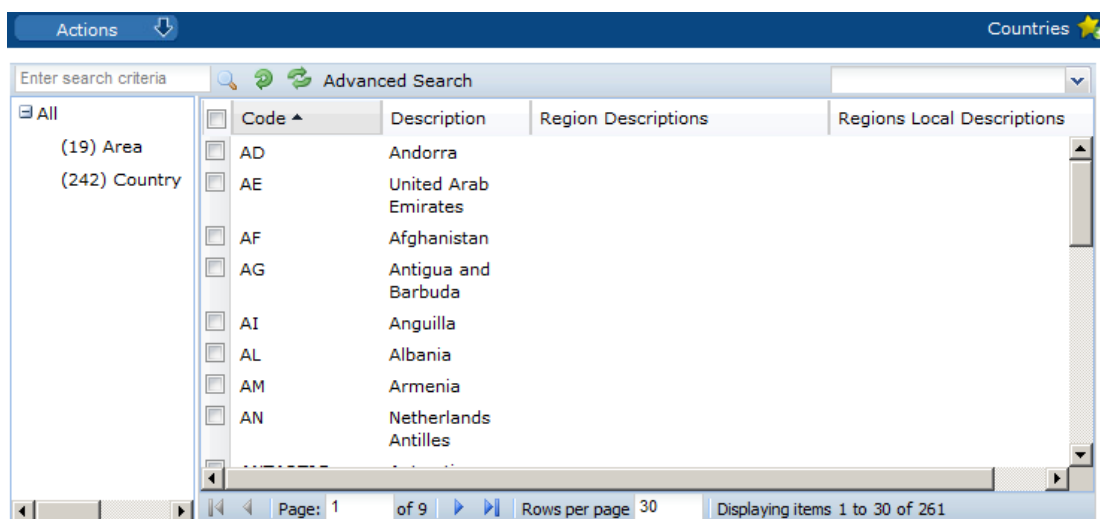 Actions
Countries
Enter search criteria
Advanced Search
All
(19) Area
(242) Country
Code Description Region Descriptions Regions Local Descriptions
AD Andorra
AE United Arab
Emirates
AF Afghanistan
AG Antigua and
Barbuda
AI Anguilla
AL Albania
AM Armenia
AN Netherlands
Antilles
Page: 1 of 9 Rows per page 30 Displaying items 1 to 30 of 261